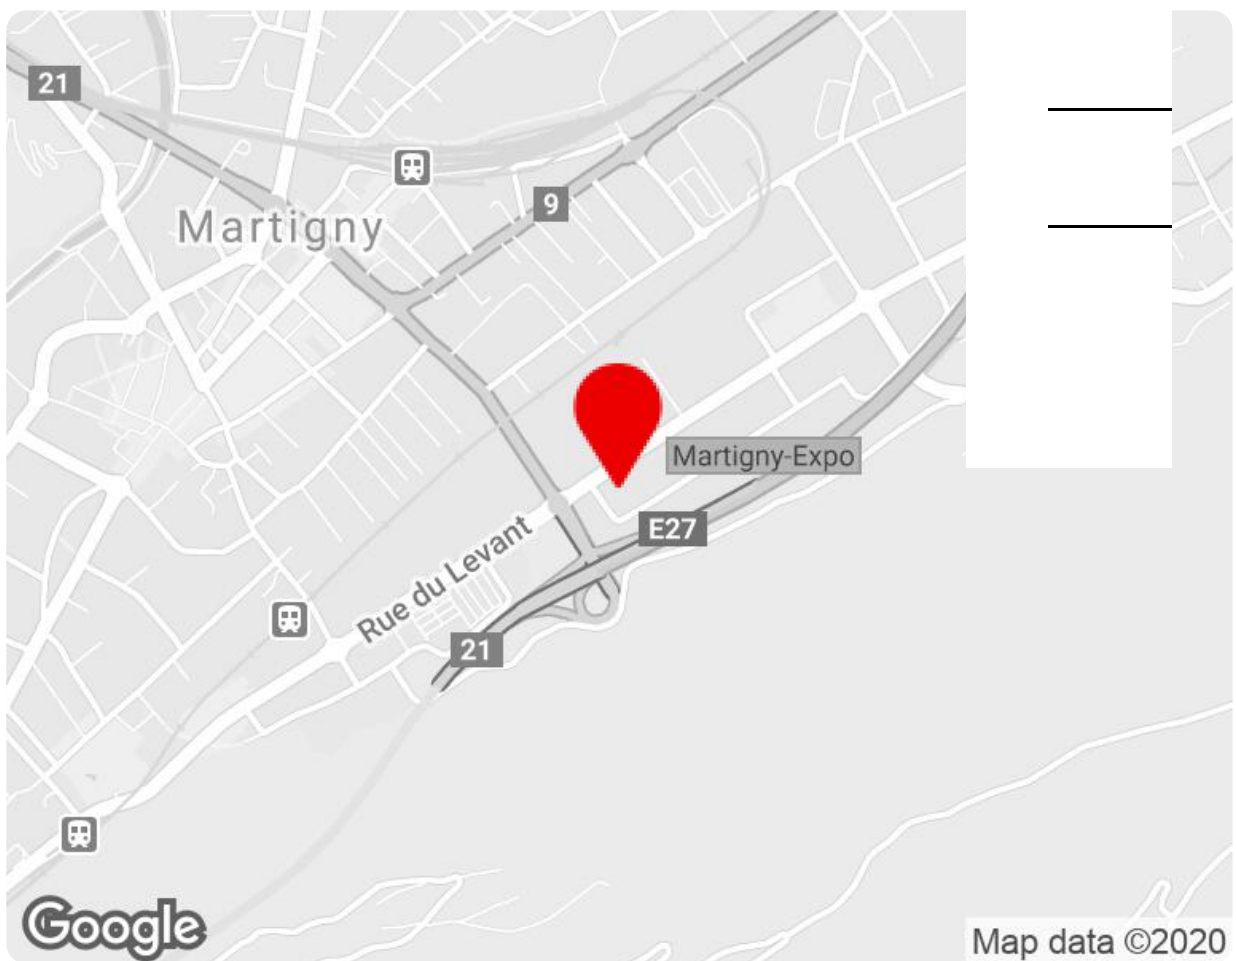 21
9
Martigny
Martigny-Expo
E27
Rue du Levant
21
Google
Map data ©2020